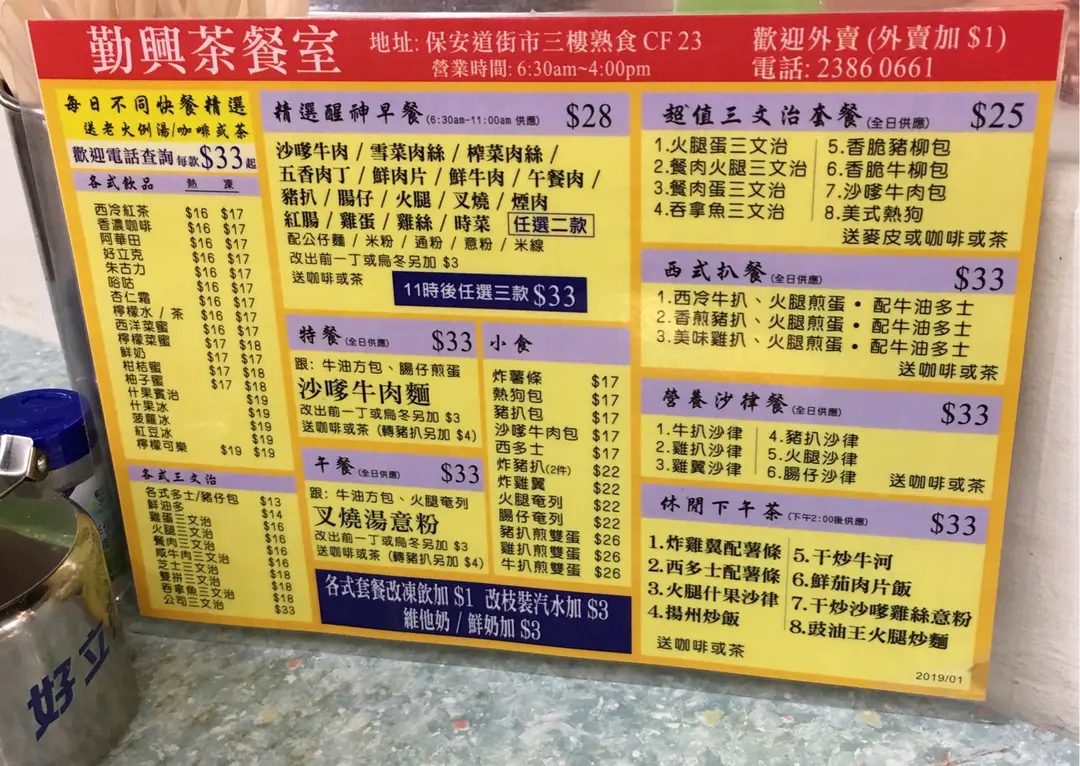 勤興茶餐室
地址: 保安道街市三樓熟食 CF 23
營業時間: 6:30am~4:00pm
歡迎外賣 (外賣加 $1)
電話: 2386 0661
每日不同快餐精選
送老火例湯/咖啡或茶
歡迎電話查詢 每款 $33 起
各式飲品 熱 凍
西冷紅茶 $16 $17
香濃咖啡 $16 $17
阿華田 $16 $17
好立克 $16 $17
朱古力 $16 $17
哈咕 $16 $17
杏仁霜 $16 $17
檸檬水 / 茶 $16 $17
西洋菜蜜 $16 $17
檸檬菜蜜 $17 $18
鮮奶 $17 $17
柑桔蜜 $17 $18
柚子蜜 $17 $18
什果賓治 $19
什果冰 $19
菠蘿冰 $19
紅豆冰 $19
檸檬可樂 $19 $19
各式三文治
各式多士/豬仔包 $13
鮮油多 $14
雞蛋三文治 $16
火腿三文治 $16
餐肉三文治 $16
咸牛肉三文治 $16
芝士三文治 $18
雙拼三文治 $18
吞拿魚三文治 $18
公司三文治 $33
精選醒神早餐 (6:30am-11:00am 供應) $28
沙嗲牛肉 / 雪菜肉絲 / 榨菜肉絲 /
五香肉丁 / 鮮肉片 / 鮮牛肉 / 午餐肉 /
豬扒 / 腸仔 / 火腿 / 叉燒 / 煙肉
紅腸 / 雞蛋 / 雞絲 / 時菜 任選二款
配公仔麵 / 米粉 / 通粉 / 意粉 / 米線
改出前一丁或烏冬另加 $3
送咖啡或茶
11時後任選三款 $33
特餐 (全日供應) $33
跟: 牛油方包、腸仔煎蛋
沙嗲牛肉麵
改出前一丁或烏冬另加 $3
送咖啡或茶 (轉豬扒另加 $4)
午餐 (全日供應) $33
跟: 牛油方包、火腿奄列
叉燒湯意粉
改出前一丁或烏冬另加 $3
送咖啡或茶 (轉豬扒另加 $4)
小食
炸薯條 $17
熱狗包 $17
豬扒包 $17
沙嗲牛肉包 $17
西多士 $17
炸豬扒(2件) $22
炸雞翼 $22
火腿奄列 $22
腸仔奄列 $22
豬扒煎雙蛋 $26
雞扒煎雙蛋 $26
牛扒煎雙蛋 $26
各式套餐改凍飲加 $1 改枝裝汽水加 $3
維他奶 / 鮮奶加 $3
超值三文治套餐 (全日供應) $25
1.火腿蛋三文治
2.餐肉火腿三文治
3.餐肉蛋三文治
4.吞拿魚三文治
5.香脆豬柳包
6.香脆牛柳包
7.沙嗲牛肉包
8.美式熱狗
送麥皮或咖啡或茶
西式扒餐 (全日供應) $33
1.西冷牛扒、火腿煎蛋•配牛油多士
2.香煎豬扒、火腿煎蛋•配牛油多士
3.美味雞扒、火腿煎蛋•配牛油多士
送咖啡或茶
營養沙律餐 (全日供應) $33
1.牛扒沙律
2.雞扒沙律
3.雞翼沙律
4.豬扒沙律
5.火腿沙律
6.腸仔沙律
送咖啡或茶
休閒下午茶 (下午2:00後供應) $33
1.炸雞翼配薯條
2.西多士配薯條
3.火腿什果沙律
4.揚州炒飯
5.干炒牛河
6.鮮茄肉片飯
7.干炒沙嗲雞絲意粉
8.豉油王火腿炒麵
送咖啡或茶
2019/01
好立